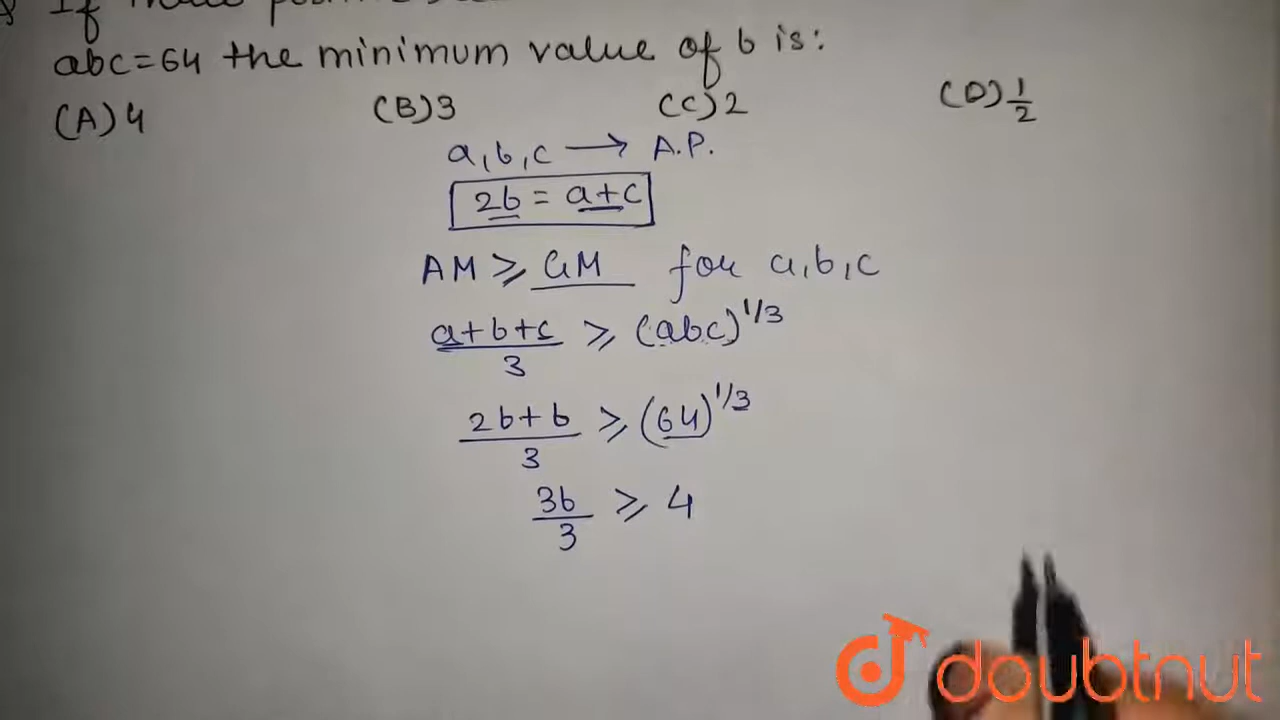 If
abc=64 the minimum value of b is:
(A) 4 (B) 3 (C) 2 (D) 1/2
a, b, c → A.P.
2b = a+c
AM ≥ GM for a, b, c
a+b+c/3 ≥ (abc)^1/3
2b+b/3 ≥ (64)^1/3
3b/3 ≥ 4
doubtnut